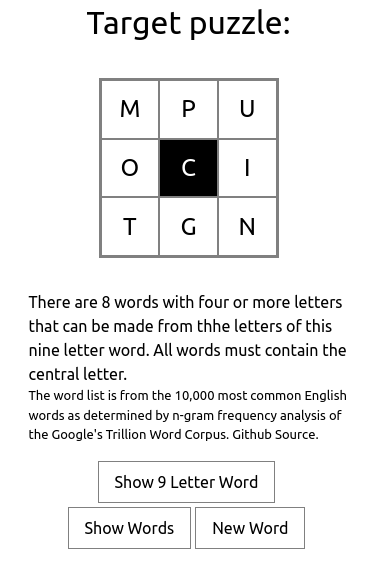 Target puzzle:
M P U
O C I
T G N
There are 8 words with four or more letters
that can be made from thhe letters of this
nine letter word. All words must contain the
central letter.
The word list is from the 10,000 most common English
words as determined by n-gram frequency analysis of
the Google's Trillion Word Corpus. Github Source.
Show 9 Letter Word
Show Words New Word